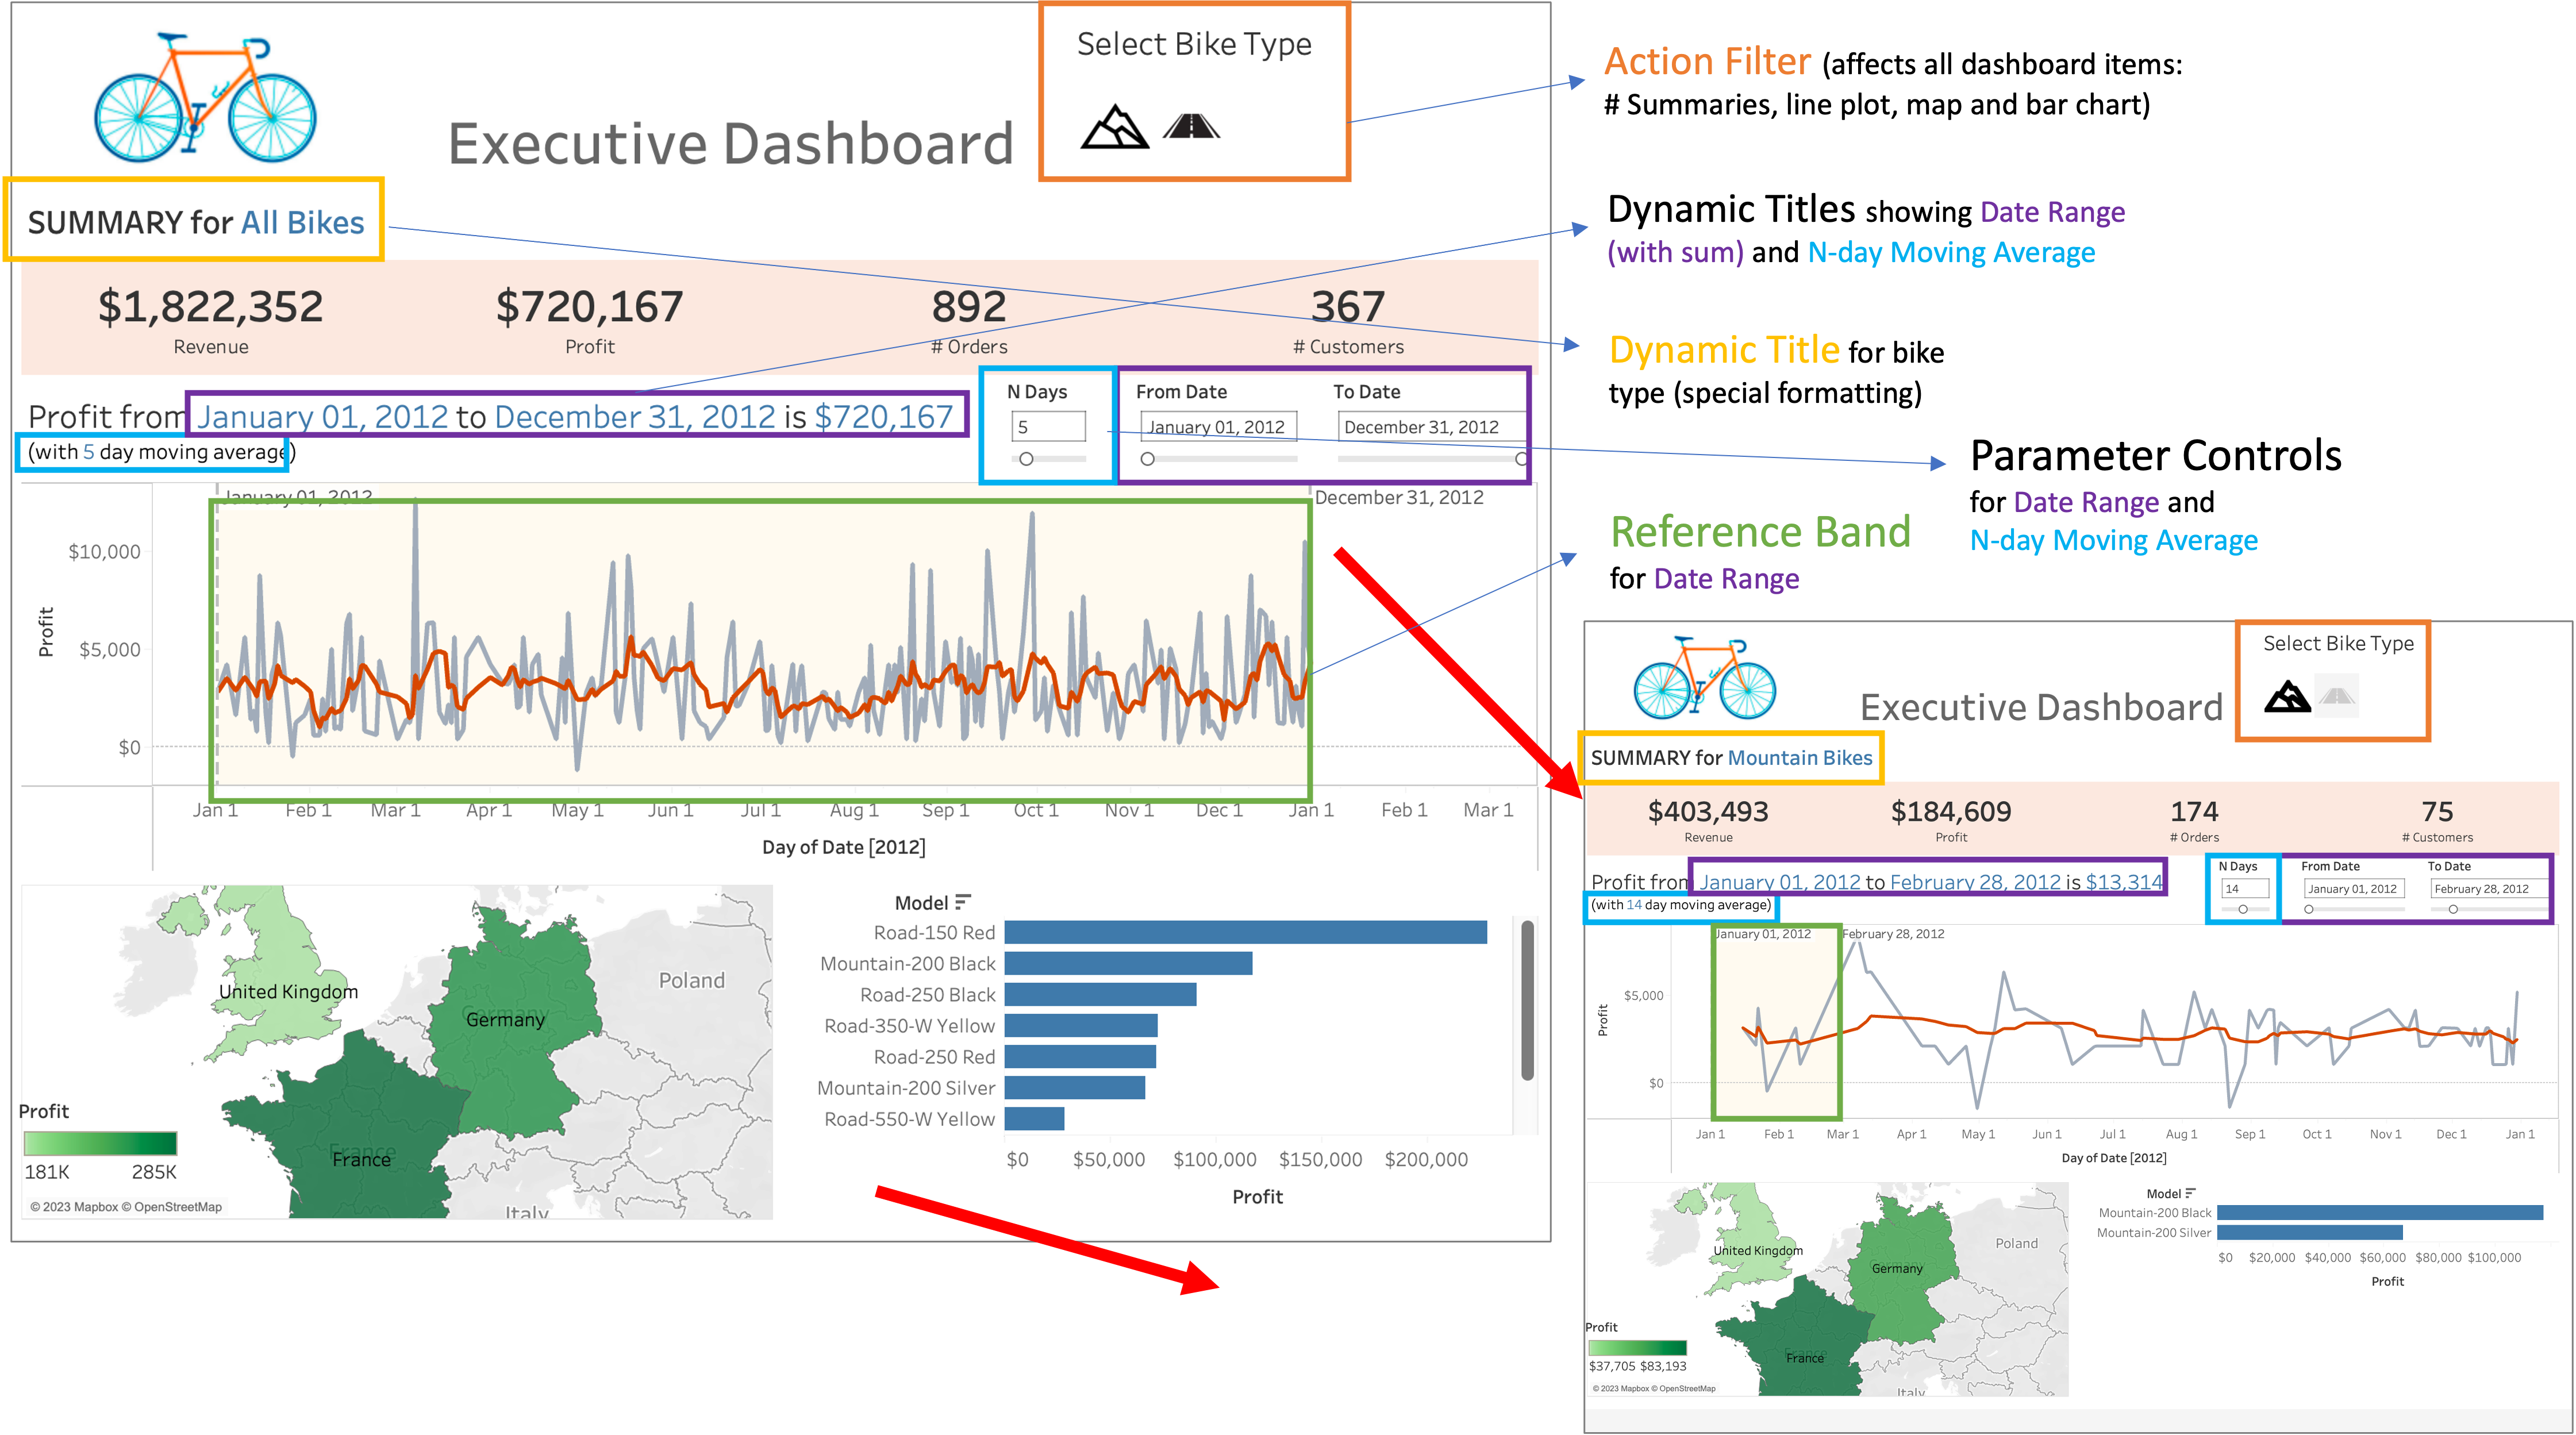 Select Bike Type
Executive Dashboard
SUMMARY for All Bikes
$1,822,352
Revenue
$720,167
Profit
892
# Orders
367
# Customers
Profit from January 01, 2012 to December 31, 2012 is $720,167
(with 5 day moving average)
N Days
5
From Date
January 01, 2012
To Date
December 31, 2012
January 01, 2012
December 31, 2012
Profit
$10,000
$5,000
$0
Jan 1
Feb 1
Mar 1
Apr 1
May 1
Jun 1
Jul 1
Aug 1
Sep 1
Oct 1
Nov 1
Dec 1
Jan 1
Feb 1
Mar 1
Day of Date [2012]
United Kingdom
Germany
Germany
Poland
France
France
Italy
Profit
181K
285K
© 2023 Mapbox © OpenStreetMap
Model
Road-150 Red
Mountain-200 Black
Road-250 Black
Road-350-W Yellow
Road-250 Red
Mountain-200 Silver
Road-550-W Yellow
$0
$50,000
$100,000
$150,000
$200,000
Profit
Action Filter (affects all dashboard items:
# Summaries, line plot, map and bar chart)
Dynamic Titles showing Date Range
(with sum) and N-day Moving Average
Dynamic Title for bike
type (special formatting)
Parameter Controls
for Date Range and
N-day Moving Average
Reference Band
for Date Range
Select Bike Type
Executive Dashboard
SUMMARY for Mountain Bikes
$403,493
Revenue
$184,609
Profit
174
# Orders
75
# Customers
Profit from January 01, 2012 to February 28, 2012 is $13,314
(with 14 day moving average)
N Days
14
From Date
January 01, 2012
To Date
February 28, 2012
January 01, 2012
February 28, 2012
Profit
$5,000
$0
Jan 1
Feb 1
Mar 1
Apr 1
May 1
Jun 1
Jul 1
Aug 1
Sep 1
Oct 1
Nov 1
Dec 1
Jan 1
Day of Date [2012]
United Kingdom
Germany
Poland
France
France
Italy
Profit
$37,705 $83,193
© 2023 Mapbox © OpenStreetMap
Model
Mountain-200 Black
Mountain-200 Silver
$0
$20,000
$40,000
$60,000
$80,000
$100,000
Profit